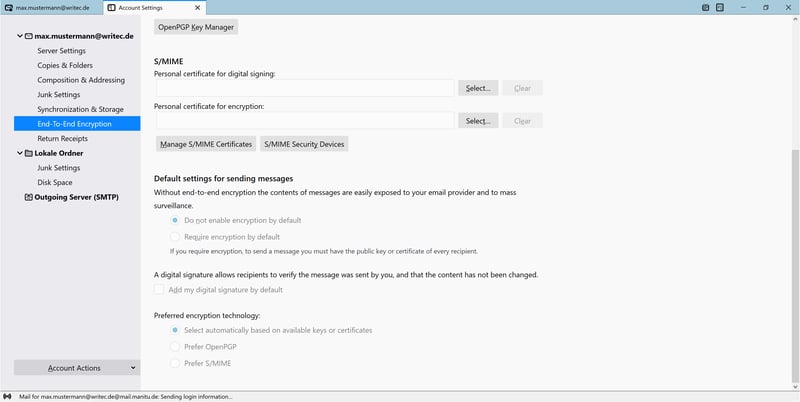 max.mustermann@writec.de
Account Settings
OpenPGP Key Manager
max.mustermann@writec.de
Server Settings
Copies & Folders
Composition & Addressing
Junk Settings
Synchronization & Storage
End-To-End Encryption
Return Receipts
Lokale Ordner
Junk Settings
Disk Space
Outgoing Server (SMTP)
Account Actions
S/MIME
Personal certificate for digital signing:
Select... Clear
Personal certificate for encryption:
Select... Clear
Manage S/MIME Certificates S/MIME Security Devices
Default settings for sending messages
Without end-to-end encryption the contents of messages are easily exposed to your email provider and to mass
surveillance.
Do not enable encryption by default
Require encryption by default
If you require encryption, to send a message you must have the public key or certificate of every recipient.
A digital signature allows recipients to verify the message was sent by you, and that the content has not been changed.
Add my digital signature by default
Preferred encryption technology:
Select automatically based on available keys or certificates
Prefer OpenPGP
Prefer S/MIME
Mail for max.mustermann@writec.de@mail.manitu.de: Sending login information...